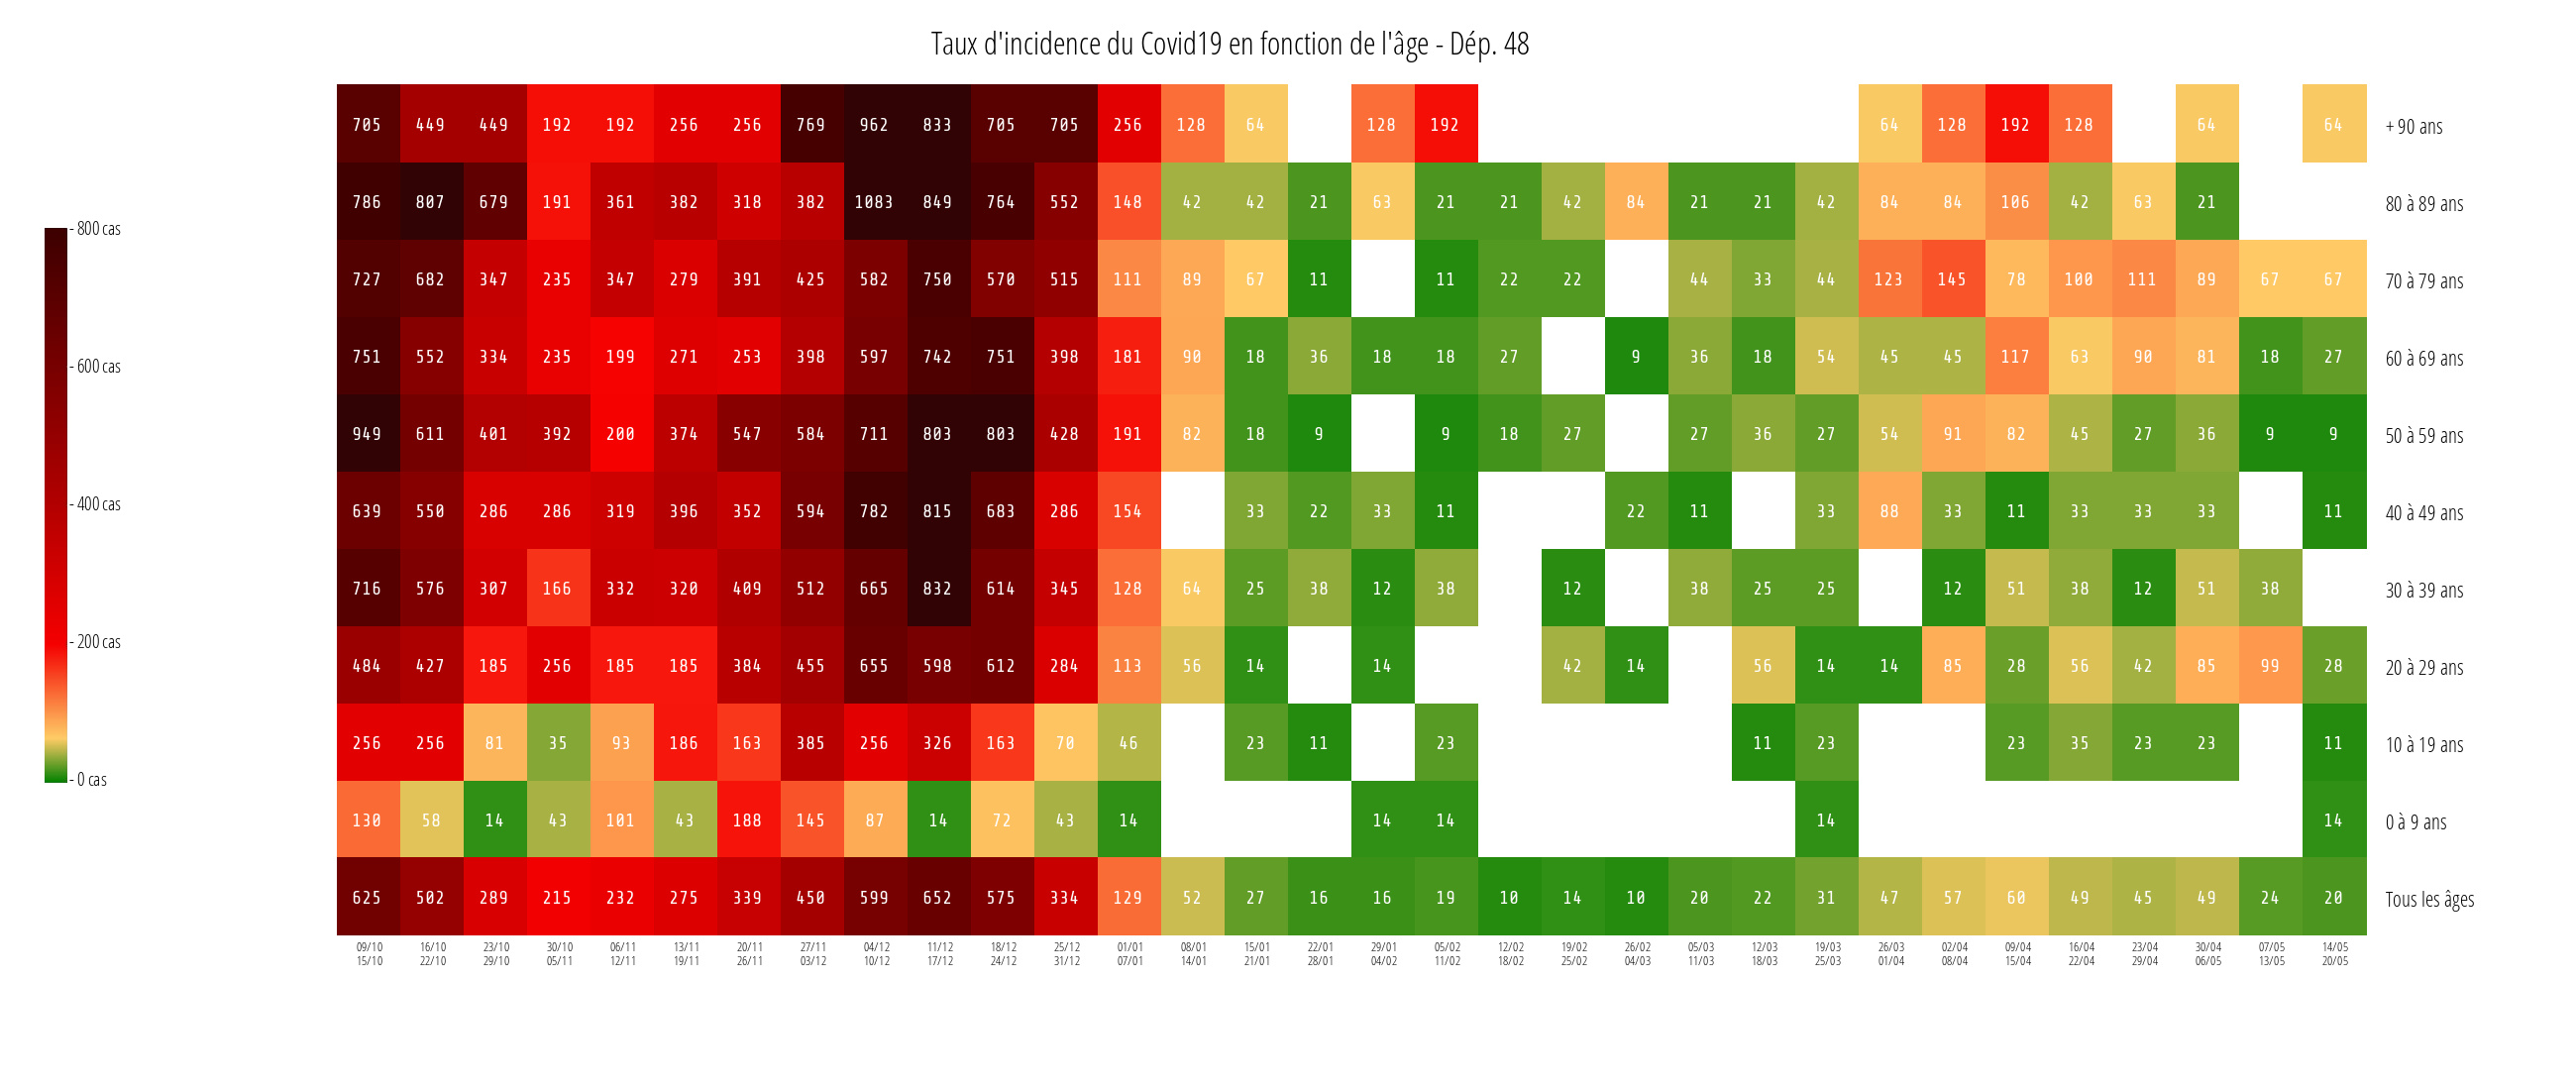 Taux d'incidence du Covid19 en fonction de l'âge - Dép. 48
- 800 cas
- 600 cas
- 400 cas
- 200 cas
- 0 cas
705 449 449 192 192 256 256 769 962 833 705 705 256 128 64 128 192 64 128 192 128 64 64 + 90 ans
786 807 679 191 361 382 318 382 1083 849 764 552 148 42 42 21 63 21 21 42 84 21 21 42 84 84 106 42 63 21 80 à 89 ans
727 682 347 235 347 279 391 425 582 750 570 515 111 89 67 11 11 22 22 44 33 44 123 145 78 100 111 89 67 67 70 à 79 ans
751 552 334 235 199 271 253 398 597 742 751 398 181 90 18 36 18 18 27 9 36 18 54 45 45 117 63 90 81 18 27 60 à 69 ans
949 611 401 392 200 374 547 584 711 803 803 428 191 82 18 9 9 18 27 27 36 27 54 91 82 45 27 36 9 9 50 à 59 ans
639 550 286 286 319 396 352 594 782 815 683 286 154 33 22 33 11 22 11 33 88 33 11 33 33 33 11 40 à 49 ans
716 576 307 166 332 320 409 512 665 832 614 345 128 64 25 38 12 38 12 38 25 25 12 51 38 12 51 38 30 à 39 ans
484 427 185 256 185 185 384 455 655 598 612 284 113 56 14 14 42 14 56 14 14 85 28 56 42 85 99 28 20 à 29 ans
256 256 81 35 93 186 163 385 256 326 163 70 46 23 11 23 11 23 23 35 23 23 11 10 à 19 ans
130 58 14 43 101 43 188 145 87 14 72 43 14 14 14 14 14 0 à 9 ans
625 502 289 215 232 275 339 450 599 652 575 334 129 52 27 16 16 19 10 14 10 20 22 31 47 57 60 49 45 49 24 20 Tous les âges
09/10 16/10 23/10 30/10 06/11 13/11 20/11 27/11 04/12 11/12 18/12 25/12 01/01 08/01 15/01 22/01 29/01 05/02 12/02 19/02 26/02 05/03 12/03 19/03 26/03 02/04 09/04 16/04 23/04 30/04 07/05 14/05
15/10 22/10 29/10 05/11 12/11 19/11 26/11 03/12 10/12 17/12 24/12 31/12 07/01 14/01 21/01 28/01 04/02 11/02 18/02 25/02 04/03 11/03 18/03 25/03 01/04 08/04 15/04 22/04 29/04 06/05 13/05 20/05